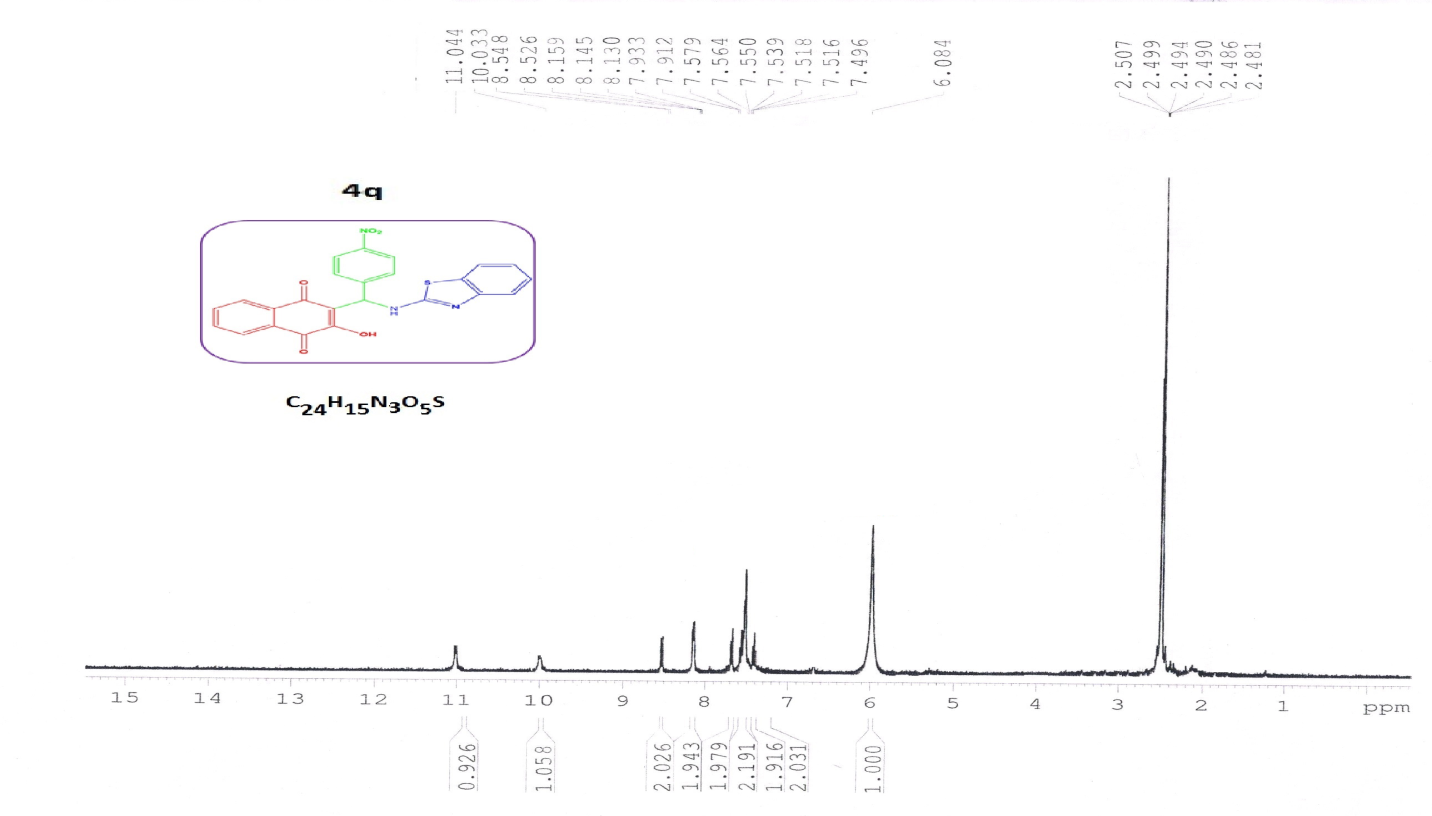 11.044
10.033
8.548
8.526
8.159
8.145
8.130
7.933
7.912
7.579
7.564
7.550
7.539
7.518
7.516
7.496
6.084
2.507
2.499
2.494
2.490
2.486
2.481
4q
NO₂
O
S
N
H
N
OH
O
C₂₄H₁₅N₃O₅S
15 14 13 12 11 10 9 8 7 6 5 4 3 2 1 ppm
0.926
1.058
2.026
1.943
1.979
2.191
1.916
2.031
1.000